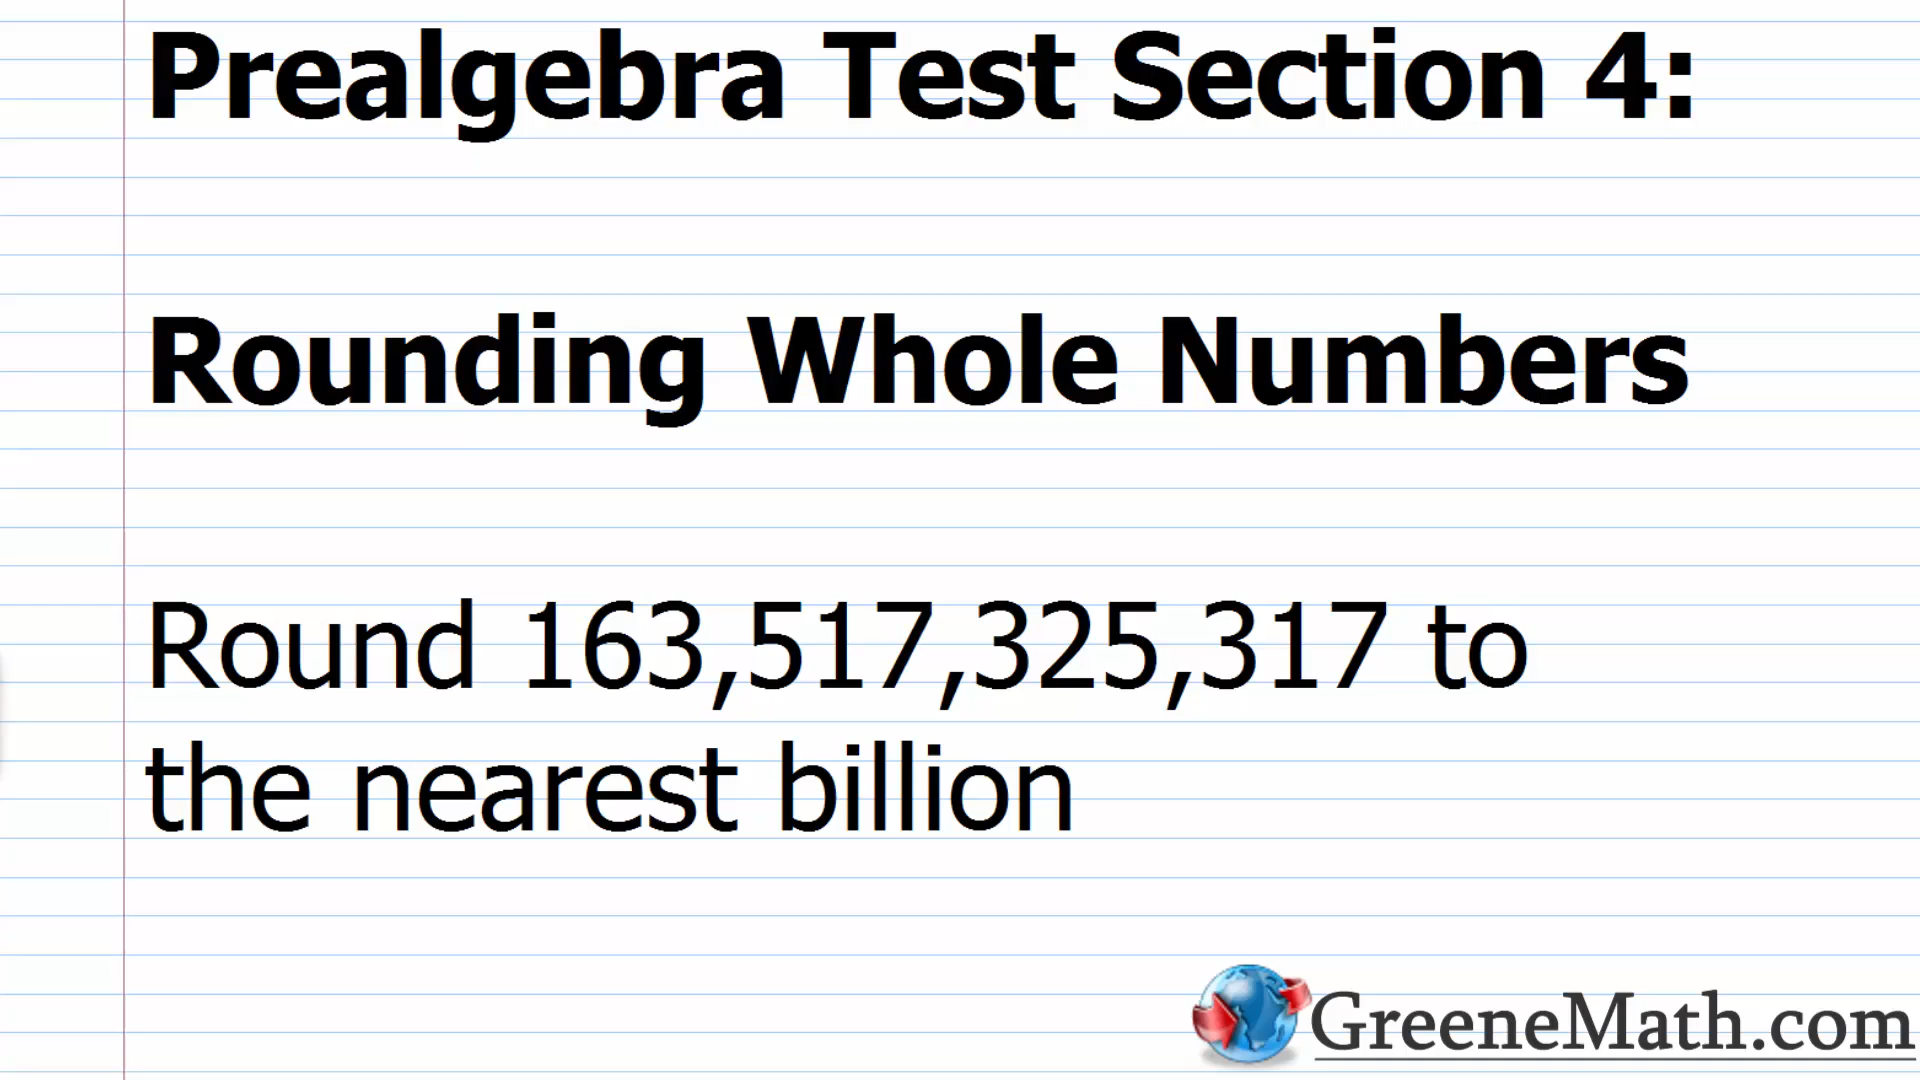 Prealgebra Test Section 4:
Rounding Whole Numbers
Round 163,517,325,317 to
the nearest billion
GreeneMath.com